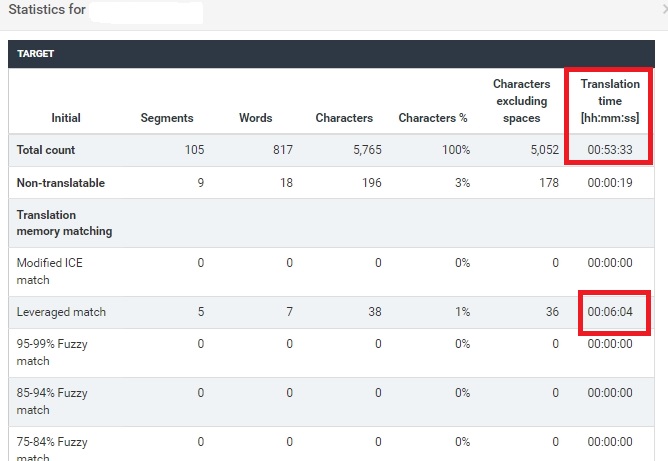 Statistics for
TARGET
Initial Segments Words Characters Characters % Characters excluding spaces Translation time [hh:mm:ss]
Total count 105 817 5,765 100% 5,052 00:53:33
Non-translatable 9 18 196 3% 178 00:00:19
Translation memory matching
Modified ICE match 0 0 0 0% 0 00:00:00
Leveraged match 5 7 38 1% 36 00:06:04
95-99% Fuzzy match 0 0 0 0% 0 00:00:00
85-94% Fuzzy match 0 0 0 0% 0 00:00:00
75-84% Fuzzy match 0 0 0 0% 0 00:00:00